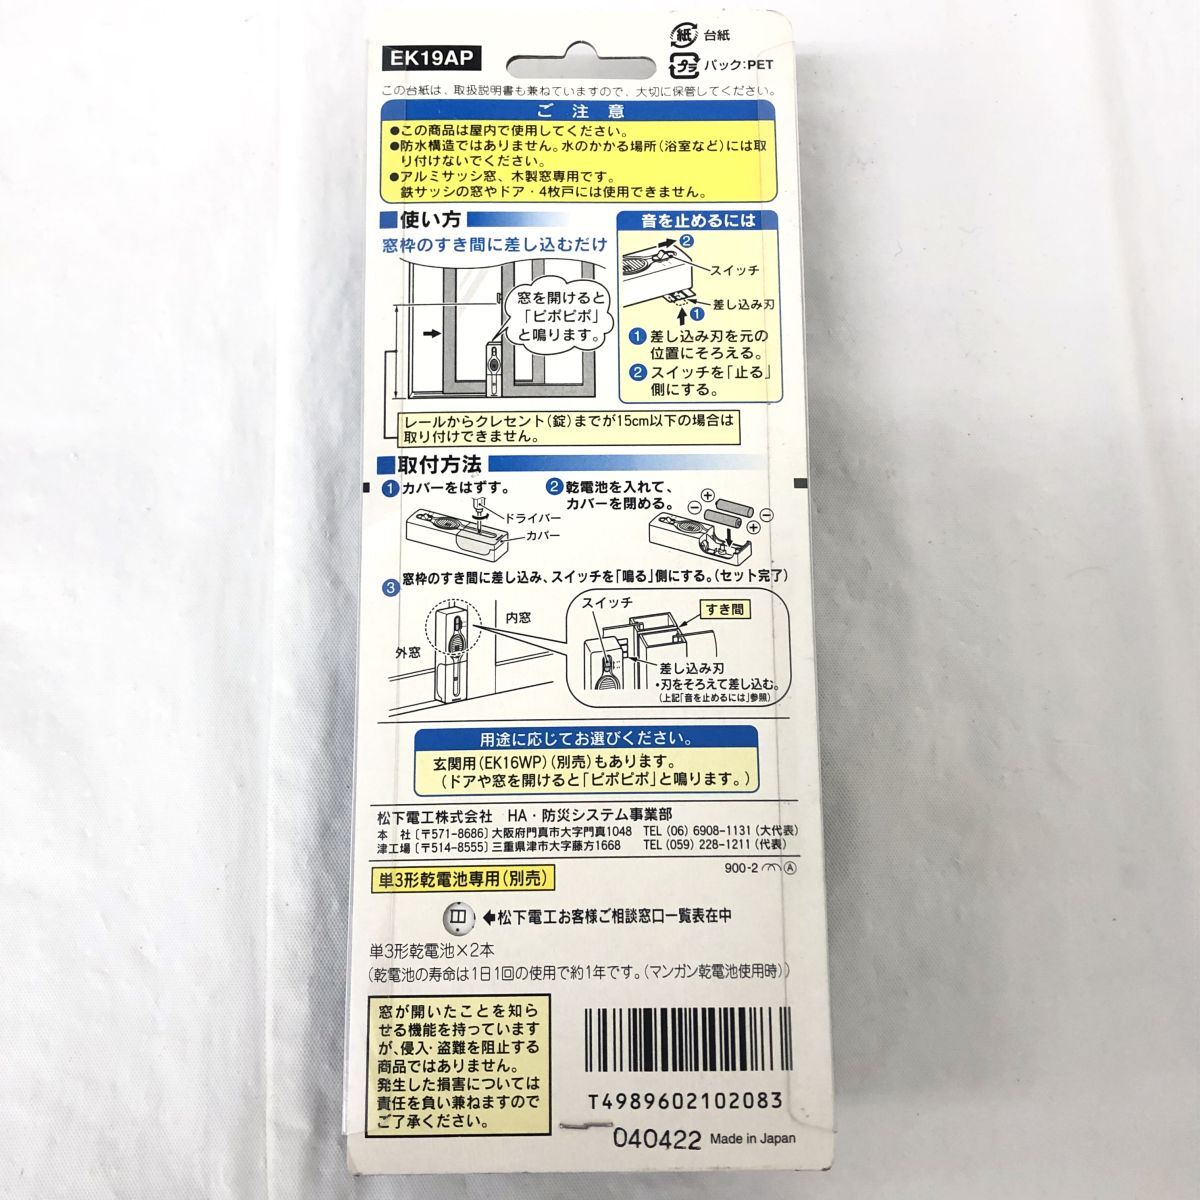 EK19AP
紙 台紙
プラ パック:PET
この台紙は、取扱説明書も兼ねていますので、大切に保管してください。
ご 注 意
●この商品は屋内で使用してください。
●防水構造ではありません。水のかかる場所(浴室など)には取
り付けないでください。
●アルミサッシ窓、木製窓専用です。
鉄サッシの窓やドア・4枚戸には使用できません。
■使い方
窓枠のすき間に差し込むだけ
窓を開けると
「ピポピポ」
と鳴ります。
音を止めるには
2
スイッチ
差し込み刃
1
1 差し込み刃を元の
位置にそろえる。
2 スイッチを「止る」
側にする。
レールからクレセント(錠)までが15cm以下の場合は
取り付けできません。
■取付方法
1 カバーをはずす。
ドライバー
カバー
2 乾電池を入れて、
カバーを閉める。
+
−
−
+
3 窓枠のすき間に差し込み、スイッチを「鳴る」側にする。(セット完了)
内窓
外窓
スイッチ
すき間
差し込み刃
・刃をそろえて差し込む。
(上記「音を止めるには」参照)
用途に応じてお選びください。
玄関用(EK16WP)(別売)もあります。
(ドアや窓を開けると「ピポピポ」と鳴ります。)
松下電工株式会社 HA・防災システム事業部
本 社〔〒571-8686〕大阪府門真市大字門真1048 TEL (06) 6908-1131 (大代表)
津工場〔〒514-8555〕三重県津市大字藤方1668 TEL (059) 228-1211 (代表)
900-2 A
単3形乾電池専用(別売)
←松下電工お客様ご相談窓口一覧表在中
単3形乾電池×2本
(乾電池の寿命は1日1回の使用で約1年です。(マンガン乾電池使用時))
窓が開いたことを知ら
せる機能を持っています
が、侵入・盗難を阻止する
商品ではありません。
発生した損害については
責任を負い兼ねますので
ご了承ください。
T4989602102083
040422 Made in Japan